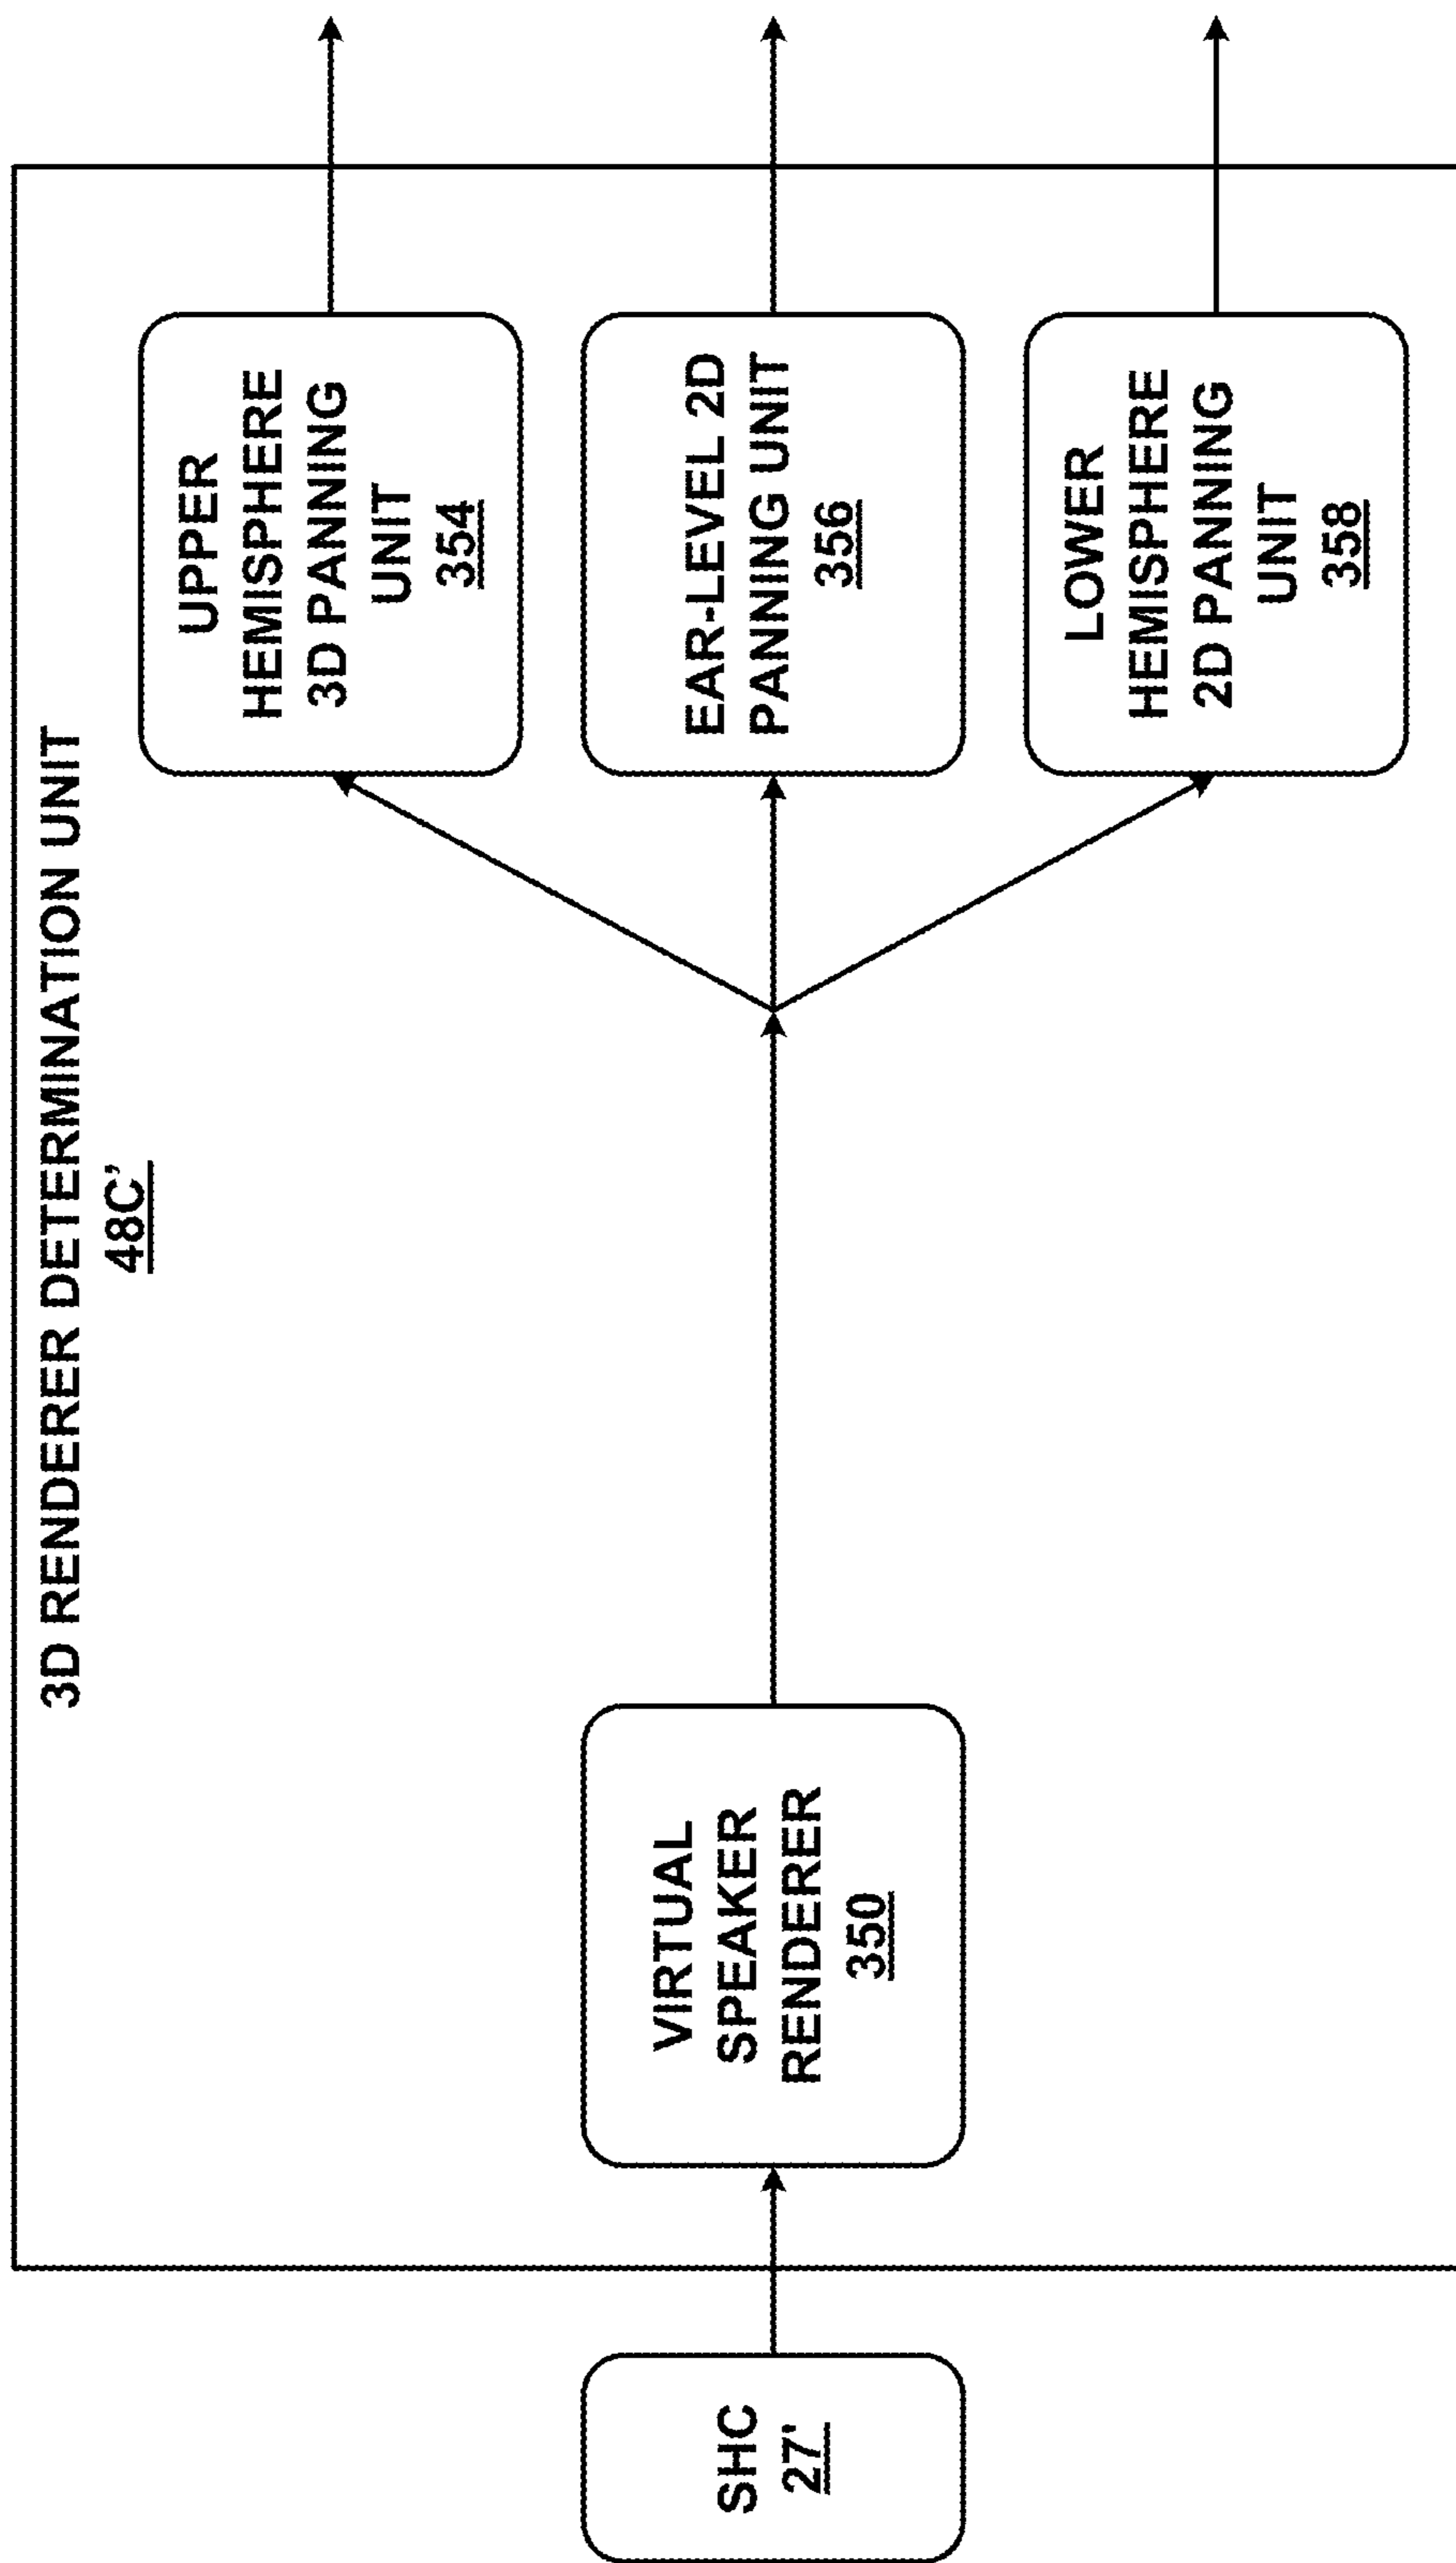 3D RENDERER DETERMINATION UNIT
48C’
SHC
27'
VIRTUAL
SPEAKER
RENDERER
350
UPPER
HEMISPHERE
3D PANNING
UNIT
354
EAR-LEVEL 2D
PANNING UNIT
356
LOWER
HEMISPHERE
2D PANNING
UNIT
358